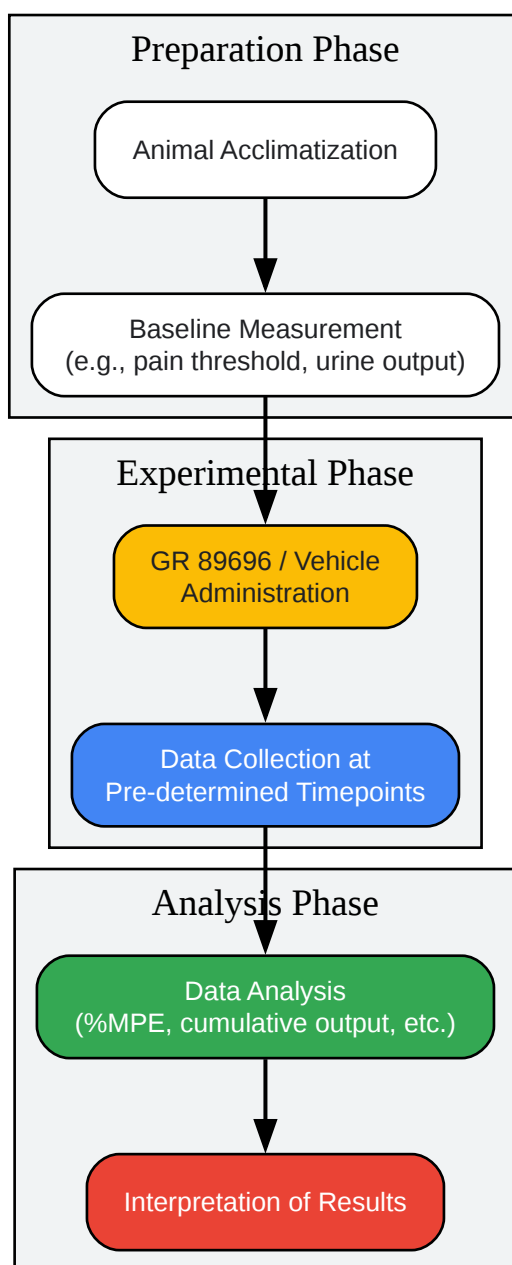 Preparation Phase
Animal Acclimatization
Baseline Measurement
(e.g., pain threshold, urine output)
Experimental Phase
GR 89696 / Vehicle
Administration
Data Collection at
Pre-determined Timepoints
Analysis Phase
Data Analysis
(%MPE, cumulative output, etc.)
Interpretation of Results